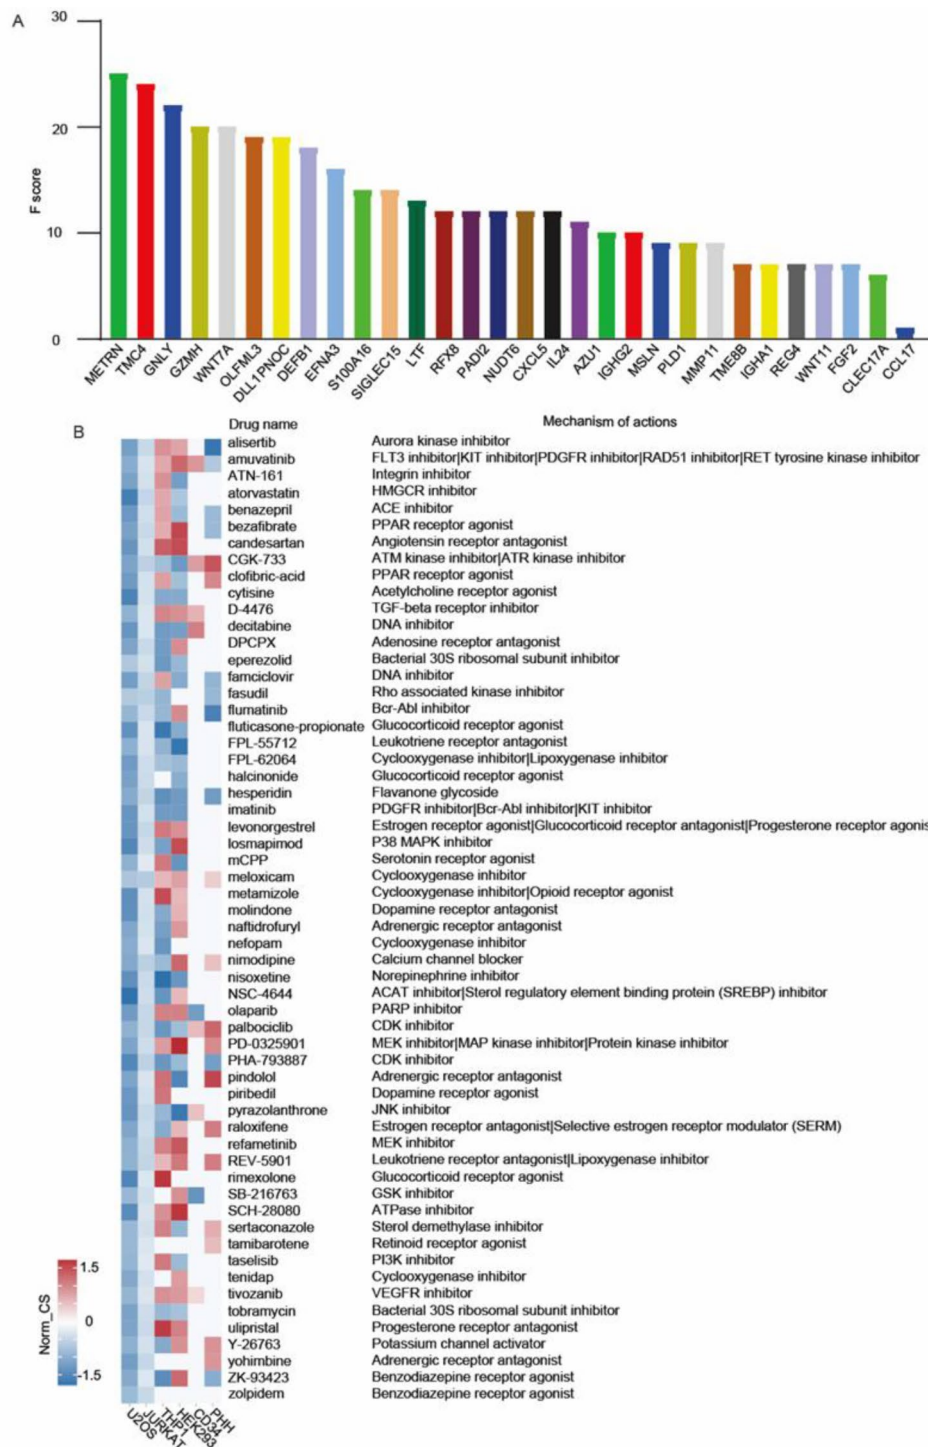 A
30
20
10
0
F score
METRN
TMC4
GNLY
GZMH
WNT7A
OLFML3
DLL1PNOC
DEFB1
EFNA3
S100A16
SIGLEC15
LTF
RFX8
PADI2
NUDT6
CXCL5
IL24
AZU1
IGHG2
MSLN
PLD1
MMP11
TME8B
IGHA1
REG4
WNT11
FGF2
CLEC17A
CCL17
B
Drug name Mechanism of actions
alisertib Aurora kinase inhibitor
amuvatinib FLT3 inhibitor|KIT inhibitor|PDGFR inhibitor|RAD51 inhibitor|RET tyrosine kinase inhibitor
ATN-161 Integrin inhibitor
atorvastatin HMGCR inhibitor
benazepril ACE inhibitor
bezafibrate PPAR receptor agonist
candesartan Angiotensin receptor antagonist
CGK-733 ATM kinase inhibitor|ATR kinase inhibitor
clofibric-acid PPAR receptor agonist
cytisine Acetylcholine receptor agonist
D-4476 TGF-beta receptor inhibitor
decitabine DNA inhibitor
DPCPX Adenosine receptor antagonist
eperezolid Bacterial 30S ribosomal subunit inhibitor
famciclovir DNA inhibitor
fasudil Rho associated kinase inhibitor
flumatinib Bcr-Abl inhibitor
fluticasone-propionate Glucocorticoid receptor agonist
FPL-55712 Leukotriene receptor antagonist
FPL-62064 Cyclooxygenase inhibitor|Lipoxygenase inhibitor
halcinonide Glucocorticoid receptor agonist
hesperidin Flavanone glycoside
imatinib PDGFR inhibitor|Bcr-Abl inhibitor|KIT inhibitor
levonorgestrel Estrogen receptor agonist|Glucocorticoid receptor antagonist|Progesterone receptor agonis
losmapimod P38 MAPK inhibitor
mCPP Serotonin receptor agonist
meloxicam Cyclooxygenase inhibitor
metamizole Cyclooxygenase inhibitor|Opioid receptor agonist
molindone Dopamine receptor antagonist
naftidrofuryl Adrenergic receptor antagonist
nefopam Cyclooxygenase inhibitor
nimodipine Calcium channel blocker
nisoxetine Norepinephrine inhibitor
NSC-4644 ACAT inhibitor|Sterol regulatory element binding protein (SREBP) inhibitor
olaparib PARP inhibitor
palbociclib CDK inhibitor
PD-0325901 MEK inhibitor|MAP kinase inhibitor|Protein kinase inhibitor
PHA-793887 CDK inhibitor
pindolol Adrenergic receptor antagonist
piribedil Dopamine receptor agonist
pyrazolanthrone JNK inhibitor
raloxifene Estrogen receptor antagonist|Selective estrogen receptor modulator (SERM)
refametinib MEK inhibitor
REV-5901 Leukotriene receptor antagonist|Lipoxygenase inhibitor
rimexolone Glucocorticoid receptor agonist
SB-216763 GSK inhibitor
SCH-28080 ATPase inhibitor
sertaconazole Sterol demethylase inhibitor
tamibarotene Retinoid receptor agonist
taselisib PI3K inhibitor
tenidap Cyclooxygenase inhibitor
tivozanib VEGFR inhibitor
tobramycin Bacterial 30S ribosomal subunit inhibitor
ulipristal Progesterone receptor antagonist
Y-26763 Potassium channel activator
yohimbine Adrenergic receptor antagonist
ZK-93423 Benzodiazepine receptor agonist
zolpidem Benzodiazepine receptor agonist
Norm_CS
1.5
0
-1.5
U2OS
JURKAT
THP1
HEK293
CD34
PHH